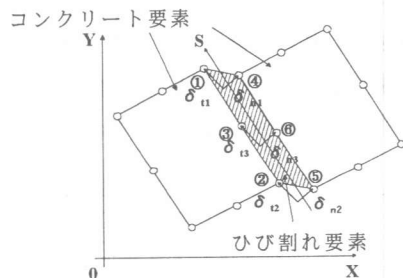 コンクリート要素
Y
S
① ④
δt1 δn1
③ ⑥
δt3 δn3
② ⑤
δt2 δn2
ひび割れ要素
0 X